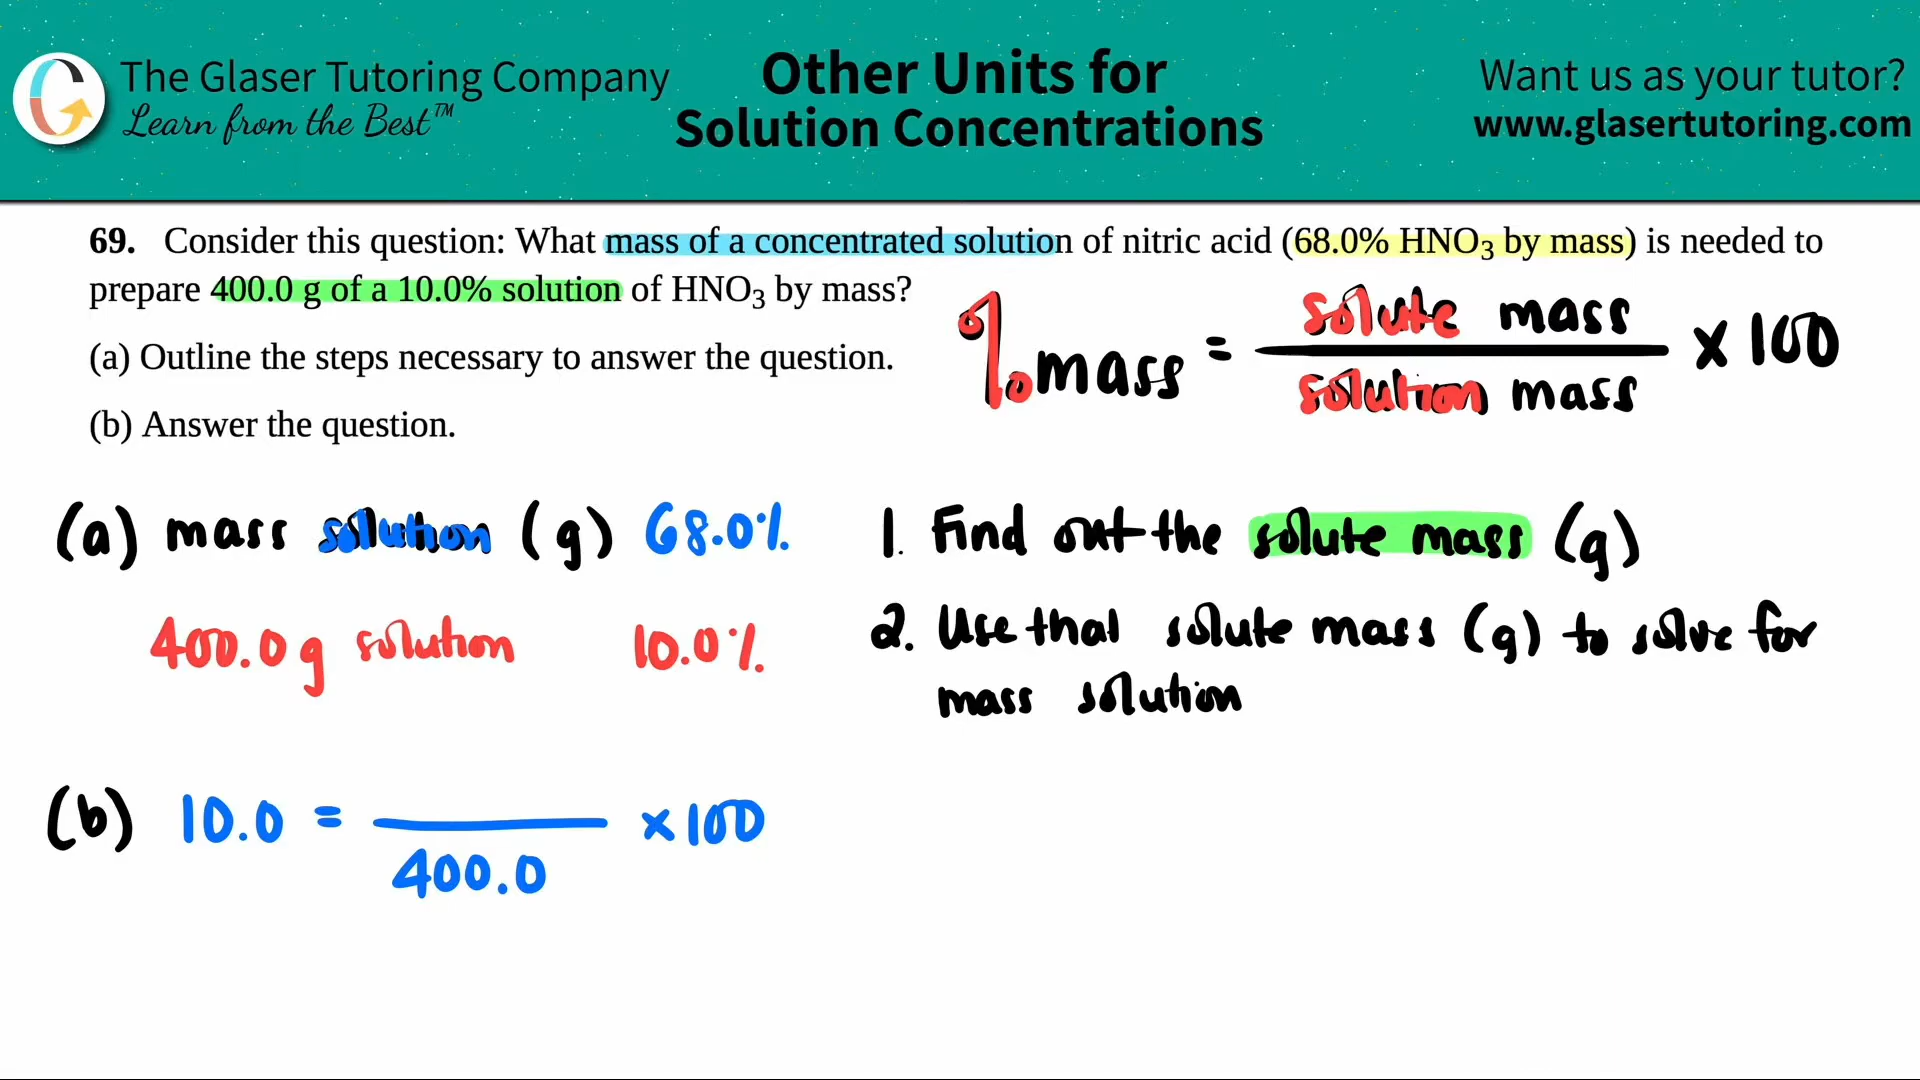 The Glaser Tutoring Company
Learn from the Best™
Other Units for
Solution Concentrations
Want us as your tutor?
www.glasertutoring.com
69. Consider this question: What mass of a concentrated solution of nitric acid (68.0% HNO₃ by mass) is needed to
prepare 400.0 g of a 10.0% solution of HNO₃ by mass?
(a) Outline the steps necessary to answer the question.
(b) Answer the question.
% mass = solute mass / solution mass x 100
(a) mass solution (g) 68.0%
400.0 g solution 10.0%
1. Find out the solute mass (g)
2. Use that solute mass (g) to solve for
mass solution
(b) 10.0 = ___ / 400.0 x 100